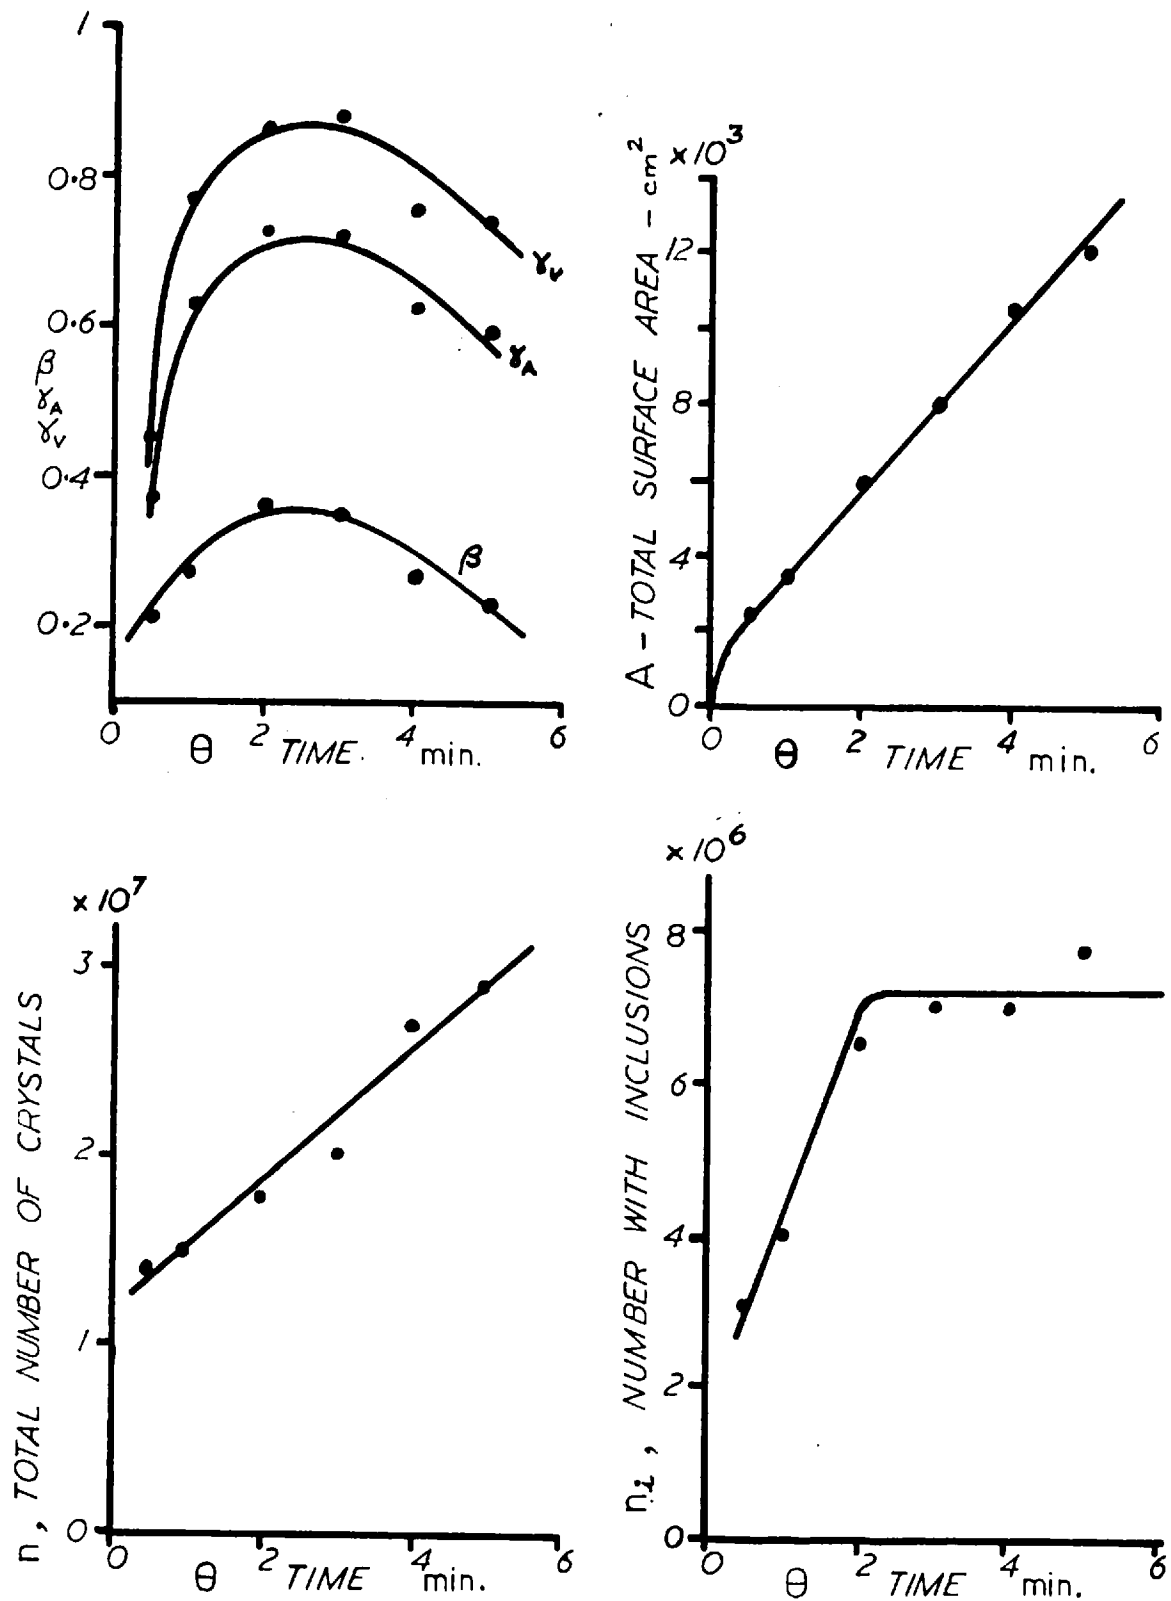 1
0.8
0.6
β
γA
γV
0.4
0.2
γV
γA
β
0 2 4 6
θ TIME min.
×10³
A - TOTAL SURFACE AREA - cm²
12
8
4
0
0 2 4 6
θ TIME min.
×10⁷
n, TOTAL NUMBER OF CRYSTALS
3
2
1
0
0 2 4 6
θ TIME min.
×10⁶
ni, NUMBER WITH INCLUSIONS
8
6
4
2
0
0 2 4 6
θ TIME min.